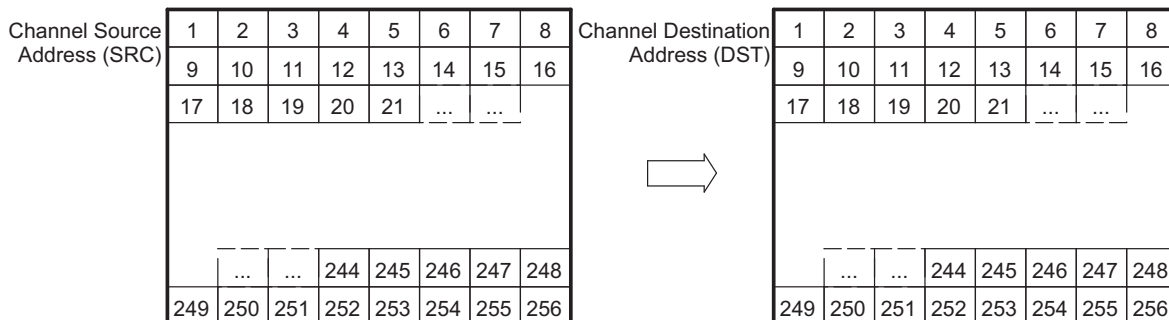 Channel Source Address (SRC)
1 2 3 4 5 6 7 8
9 10 11 12 13 14 15 16
17 18 19 20 21 ... ...
... ... 244 245 246 247 248
249 250 251 252 253 254 255 256
Channel Destination Address (DST)
1 2 3 4 5 6 7 8
9 10 11 12 13 14 15 16
17 18 19 20 21 ... ...
... ... 244 245 246 247 248
249 250 251 252 253 254 255 256